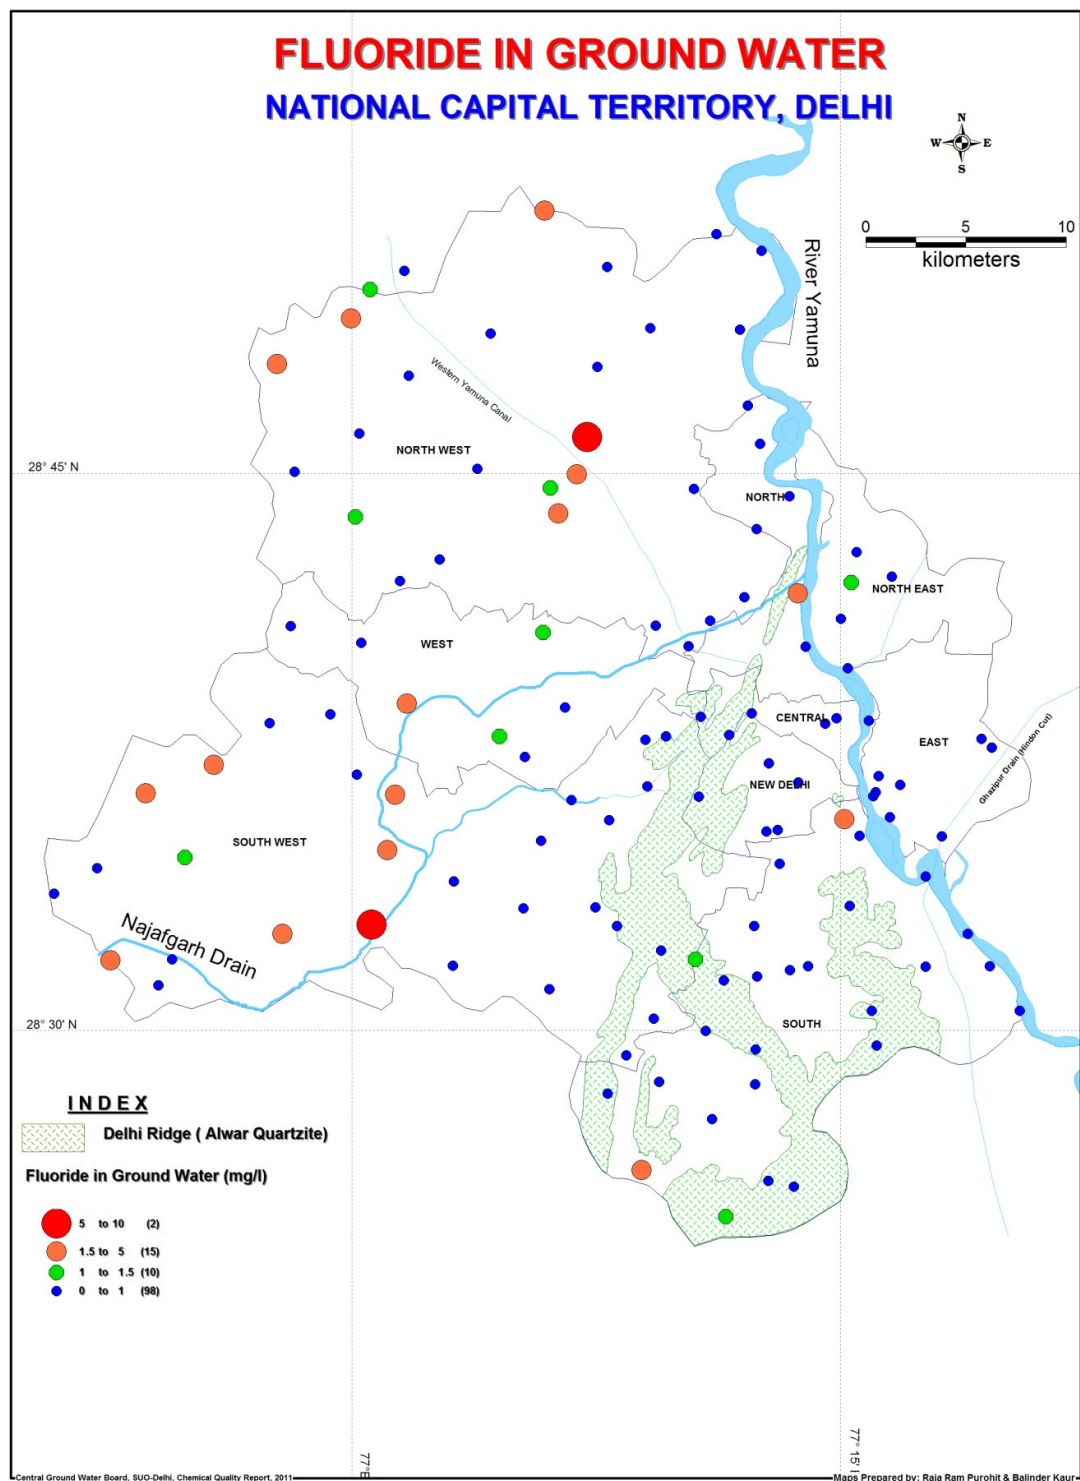 FLUORIDE IN GROUND WATER
NATIONAL CAPITAL TERRITORY, DELHI
N
W E
S
0 5 10
kilometers
River Yamuna
Western Yamuna Canal
NORTH WEST
28° 45' N
NORTH
NORTH EAST
WEST
CENTRAL
EAST
NEW DELHI
Ghazipur Drain (Hindon Cut)
SOUTH WEST
Najafgarh Drain
28° 30' N
SOUTH
INDEX
Delhi Ridge ( Alwar Quartzite)
Fluoride in Ground Water (mg/l)
5 to 10 (2)
1.5 to 5 (15)
1 to 1.5 (10)
0 to 1 (98)
77°E
77° 15'
Central Ground Water Board, SUO-Delhi, Chemical Quality Report, 2011
Maps Prepared by: Raja Ram Purohit & Balinder Kaur